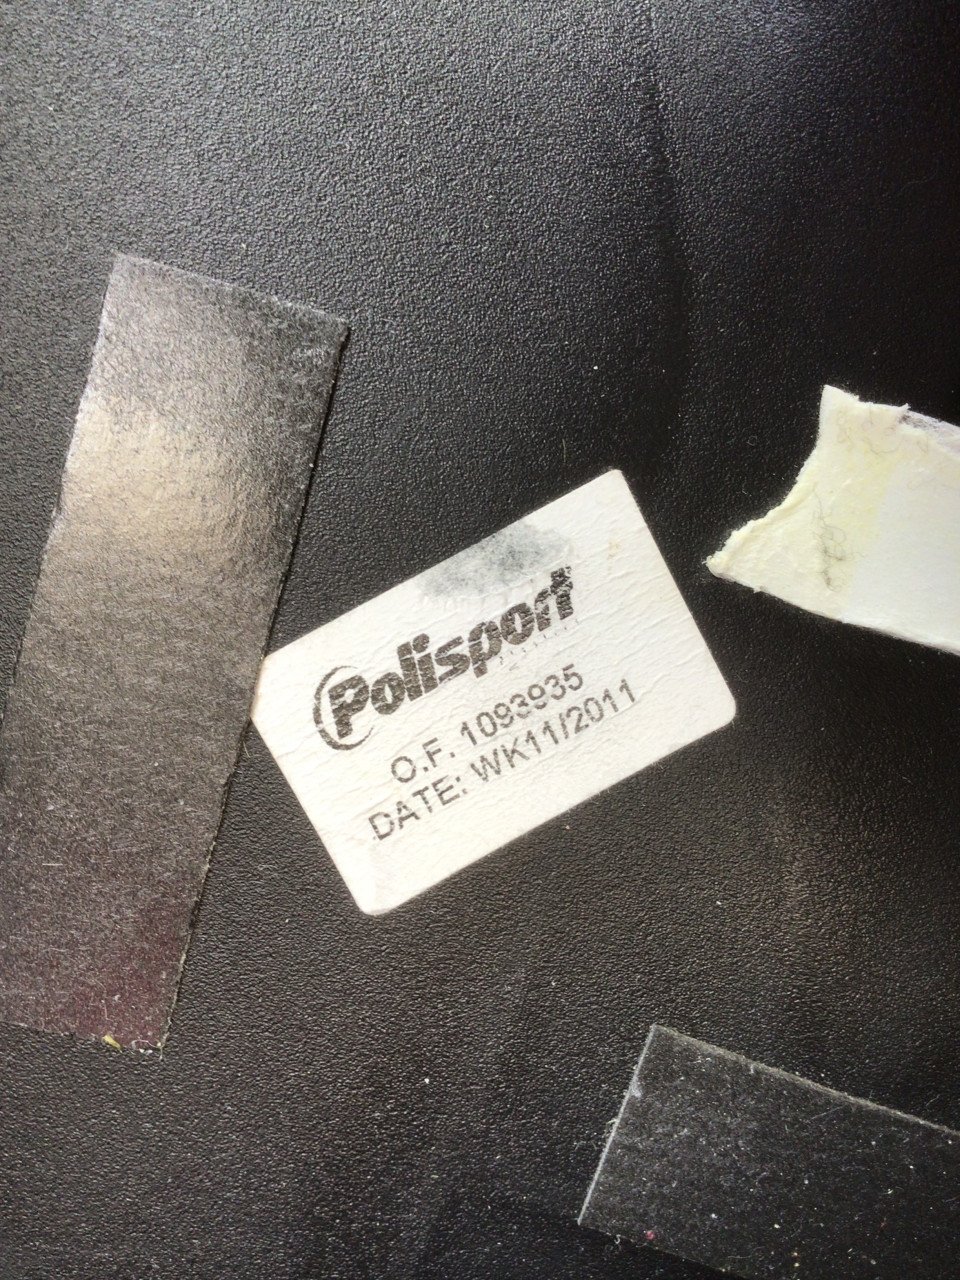 Polisport
O.F. 1093935
DATE: WK11/2011